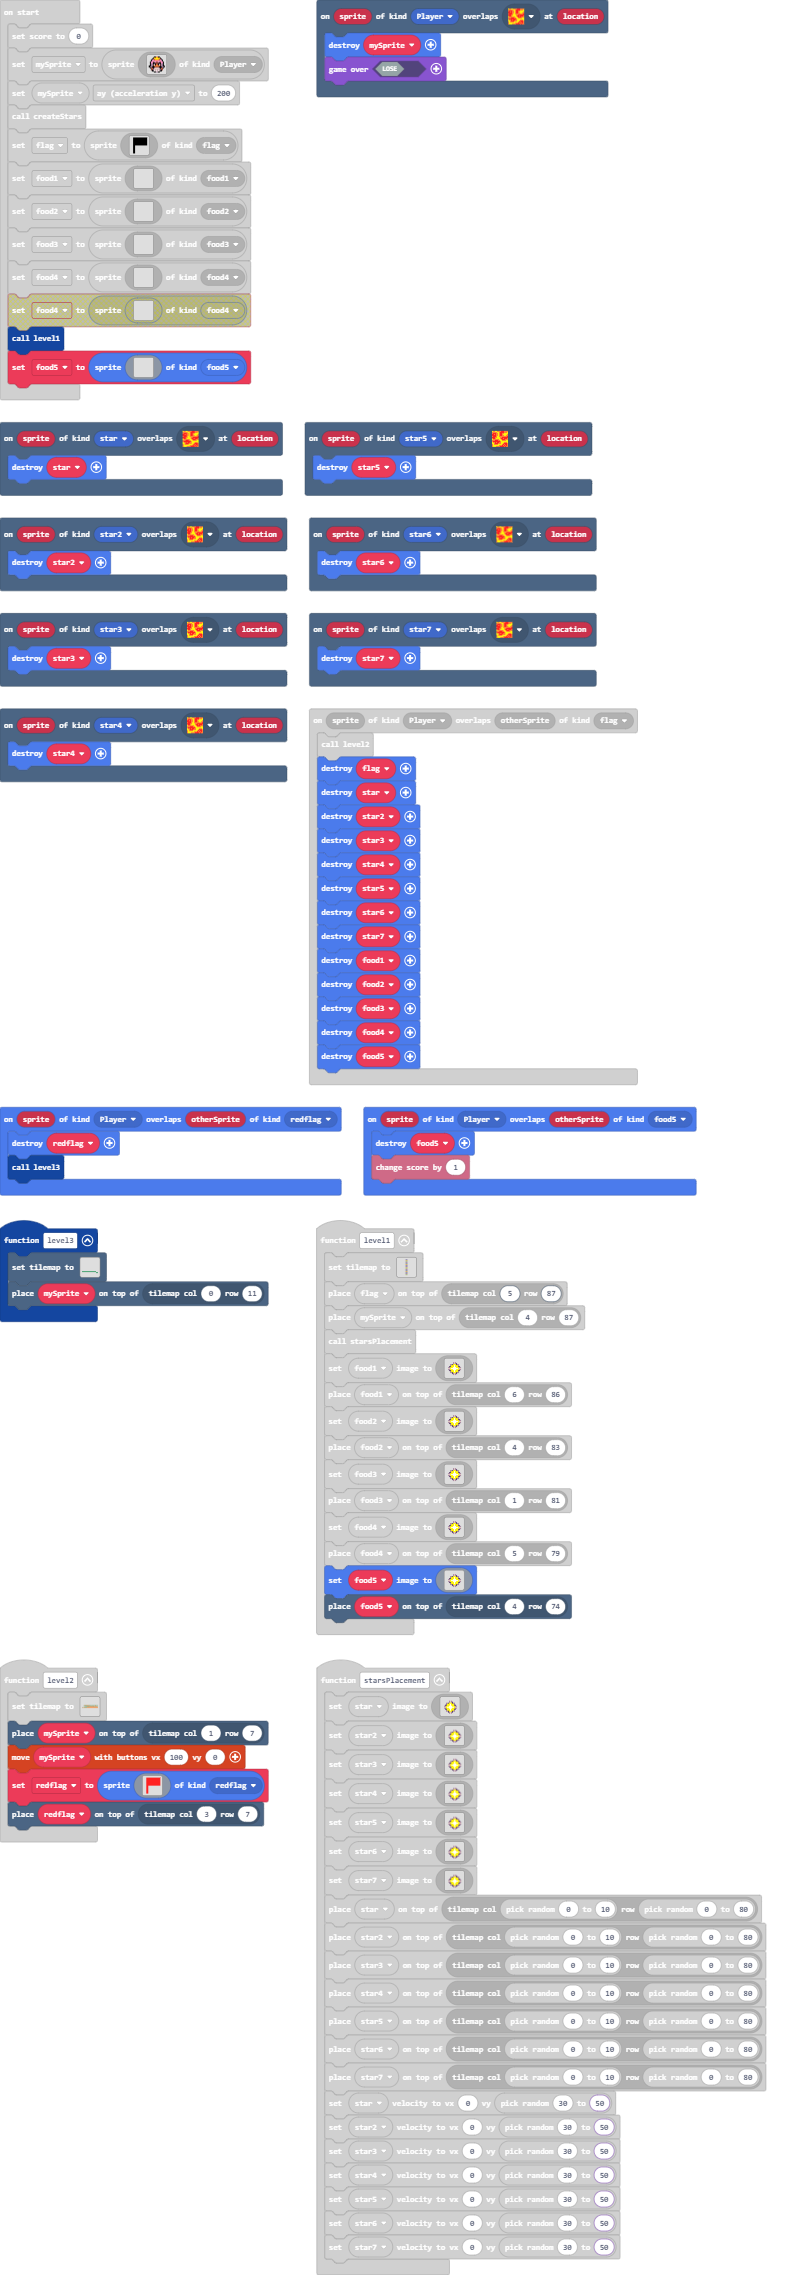 on start
set score to 0
set mySprite to sprite of kind Player
set mySprite ay (acceleration y) to 200
call createStars
set flag to sprite of kind flag
set food1 to sprite of kind food1
set food2 to sprite of kind food2
set food3 to sprite of kind food3
set food4 to sprite of kind food4
set food4 to sprite of kind food4
call level1
set food5 to sprite of kind food5
on sprite of kind Player overlaps at location
destroy mySprite
game over LOSE
on sprite of kind star overlaps at location
destroy star
on sprite of kind star5 overlaps at location
destroy star5
on sprite of kind star2 overlaps at location
destroy star2
on sprite of kind star6 overlaps at location
destroy star6
on sprite of kind star3 overlaps at location
destroy star3
on sprite of kind star7 overlaps at location
destroy star7
on sprite of kind star4 overlaps at location
destroy star4
on sprite of kind Player overlaps otherSprite of kind flag
call level2
destroy flag
destroy star
destroy star2
destroy star3
destroy star4
destroy star5
destroy star6
destroy star7
destroy food1
destroy food2
destroy food3
destroy food4
destroy food5
on sprite of kind Player overlaps otherSprite of kind redflag
destroy redflag
call level3
on sprite of kind Player overlaps otherSprite of kind food5
destroy food5
change score by 1
function level3
set tilemap to
place mySprite on top of tilemap col 0 row 11
function level1
set tilemap to
place flag on top of tilemap col 5 row 87
place mySprite on top of tilemap col 4 row 87
call starsPlacement
set food1 image to
place food1 on top of tilemap col 6 row 86
set food2 image to
place food2 on top of tilemap col 4 row 83
set food3 image to
place food3 on top of tilemap col 1 row 81
set food4 image to
place food4 on top of tilemap col 5 row 79
set food5 image to
place food5 on top of tilemap col 4 row 74
function level2
set tilemap to
place mySprite on top of tilemap col 1 row 7
move mySprite with buttons vx 100 vy 0
set redflag to sprite of kind redflag
place redflag on top of tilemap col 3 row 7
function starsPlacement
set star image to
set star2 image to
set star3 image to
set star4 image to
set star5 image to
set star6 image to
set star7 image to
place star on top of tilemap col pick random 0 to 10 row pick random 0 to 80
place star2 on top of tilemap col pick random 0 to 10 row pick random 0 to 80
place star3 on top of tilemap col pick random 0 to 10 row pick random 0 to 80
place star4 on top of tilemap col pick random 0 to 10 row pick random 0 to 80
place star5 on top of tilemap col pick random 0 to 10 row pick random 0 to 80
place star6 on top of tilemap col pick random 0 to 10 row pick random 0 to 80
place star7 on top of tilemap col pick random 0 to 10 row pick random 0 to 80
set star velocity to vx 0 vy pick random 30 to 50
set star2 velocity to vx 0 vy pick random 30 to 50
set star3 velocity to vx 0 vy pick random 30 to 50
set star4 velocity to vx 0 vy pick random 30 to 50
set star5 velocity to vx 0 vy pick random 30 to 50
set star6 velocity to vx 0 vy pick random 30 to 50
set star7 velocity to vx 0 vy pick random 30 to 50